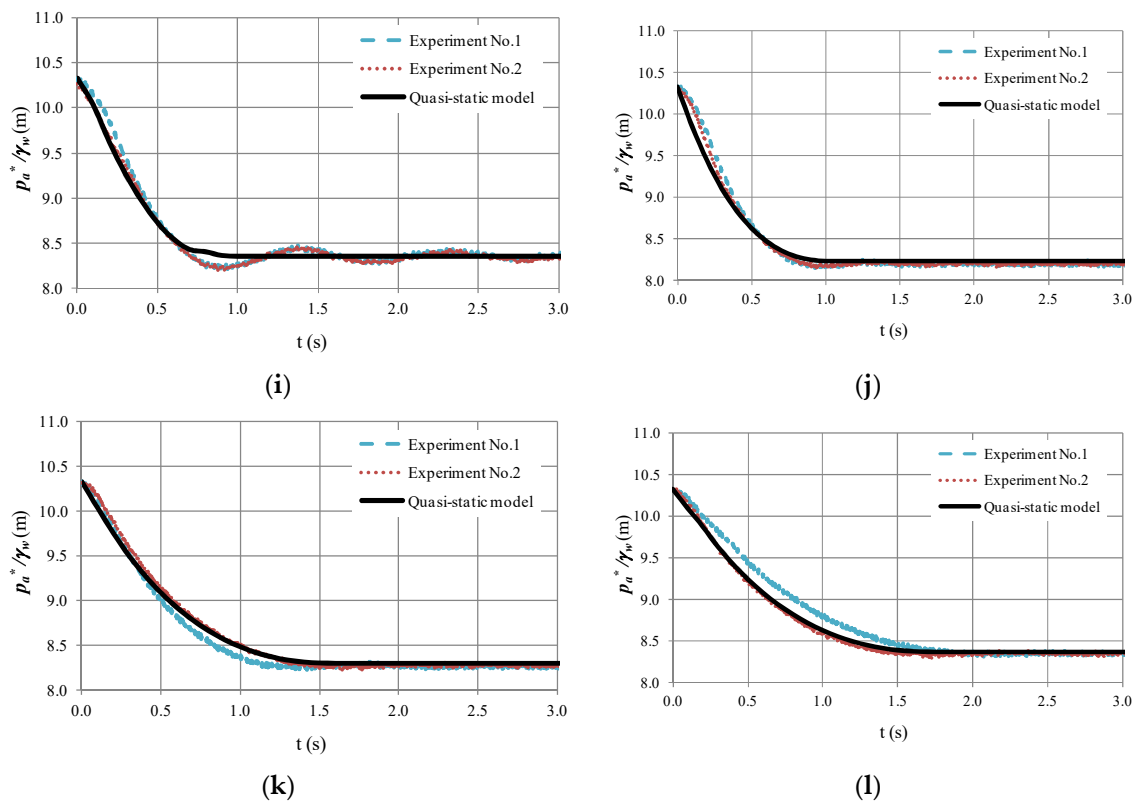 11.0
10.5
10.0
9.5
9.0
8.5
8.0
pa*/γw (m)
0.0 0.5 1.0 1.5 2.0 2.5 3.0
t (s)
Experiment No.1
Experiment No.2
Quasi-static model
(i)
11.0
10.5
10.0
9.5
9.0
8.5
8.0
pa*/γw (m)
0.0 0.5 1.0 1.5 2.0 2.5 3.0
t (s)
Experiment No.1
Experiment No.2
Quasi-static model
(j)
11.0
10.5
10.0
9.5
9.0
8.5
8.0
pa*/γw (m)
0.0 0.5 1.0 1.5 2.0 2.5 3.0
t (s)
Experiment No.1
Experiment No.2
Quasi-static model
(k)
11.0
10.5
10.0
9.5
9.0
8.5
8.0
pa*/γw (m)
0.0 0.5 1.0 1.5 2.0 2.5 3.0
t (s)
Experiment No.1
Experiment No.2
Quasi-static model
(l)